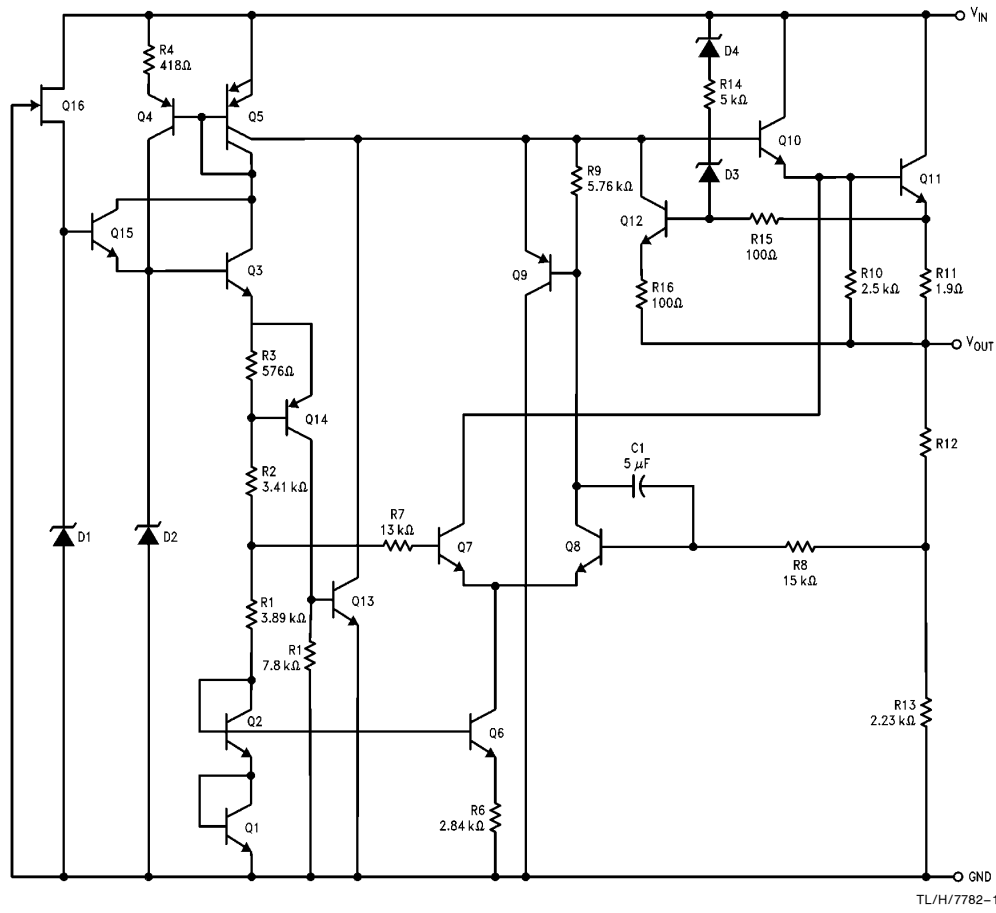 V_IN
R4
418Ω
D4
R14
5 kΩ
Q16
Q4
Q5
Q10
R9
5.76 kΩ
D3
Q11
Q12
Q15
Q3
R15
100Ω
Q9
R16
100Ω
R10
2.5 kΩ
R11
1.9Ω
V_OUT
R3
576Ω
Q14
R12
C1
5 µF
R2
3.41 kΩ
R7
13 kΩ
D1
D2
Q7
Q8
R8
15 kΩ
Q13
R1
3.89 kΩ
R1
7.8 kΩ
Q2
Q6
R13
2.23 kΩ
R6
2.84 kΩ
Q1
GND
TL/H/7782-1